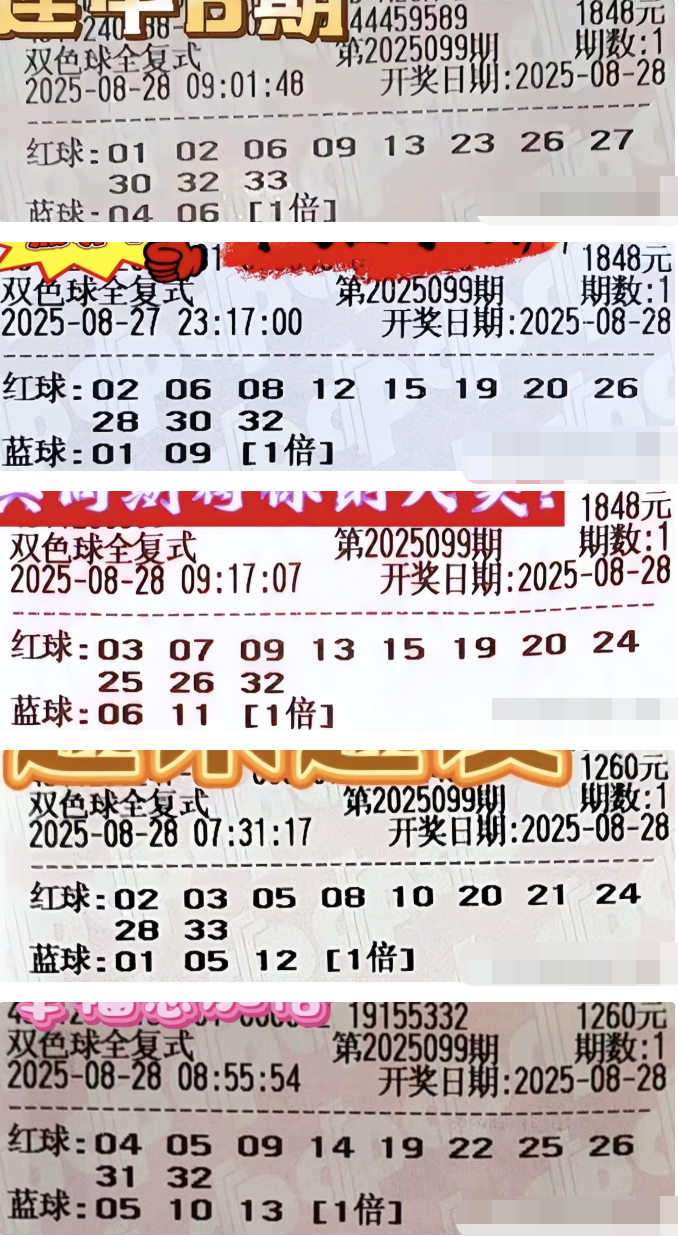 44459589 1848元
双色球全复式 第2025099期 期数:1
2025-08-28 09:01:48 开奖日期:2025-08-28
红球:01 02 06 09 13 23 26 27
30 32 33
蓝球:04 06 [1倍]
1848元
双色球全复式 第2025099期 期数:1
2025-08-27 23:17:00 开奖日期:2025-08-28
红球:02 06 08 12 15 19 20 26
28 30 32
蓝球:01 09 [1倍]
1848元
双色球全复式 第2025099期 期数:1
2025-08-28 09:17:07 开奖日期:2025-08-28
红球:03 07 09 13 15 19 20 24
25 26 32
蓝球:06 11 [1倍]
1260元
双色球全复式 第2025099期 期数:1
2025-08-28 07:31:17 开奖日期:2025-08-28
红球:02 03 05 08 10 20 21 24
28 33
蓝球:01 05 12 [1倍]
19155332 1260元
双色球全复式 第2025099期 期数:1
2025-08-28 08:55:54 开奖日期:2025-08-28
红球:04 05 09 14 19 22 25 26
31 32
蓝球:05 10 13 [1倍]